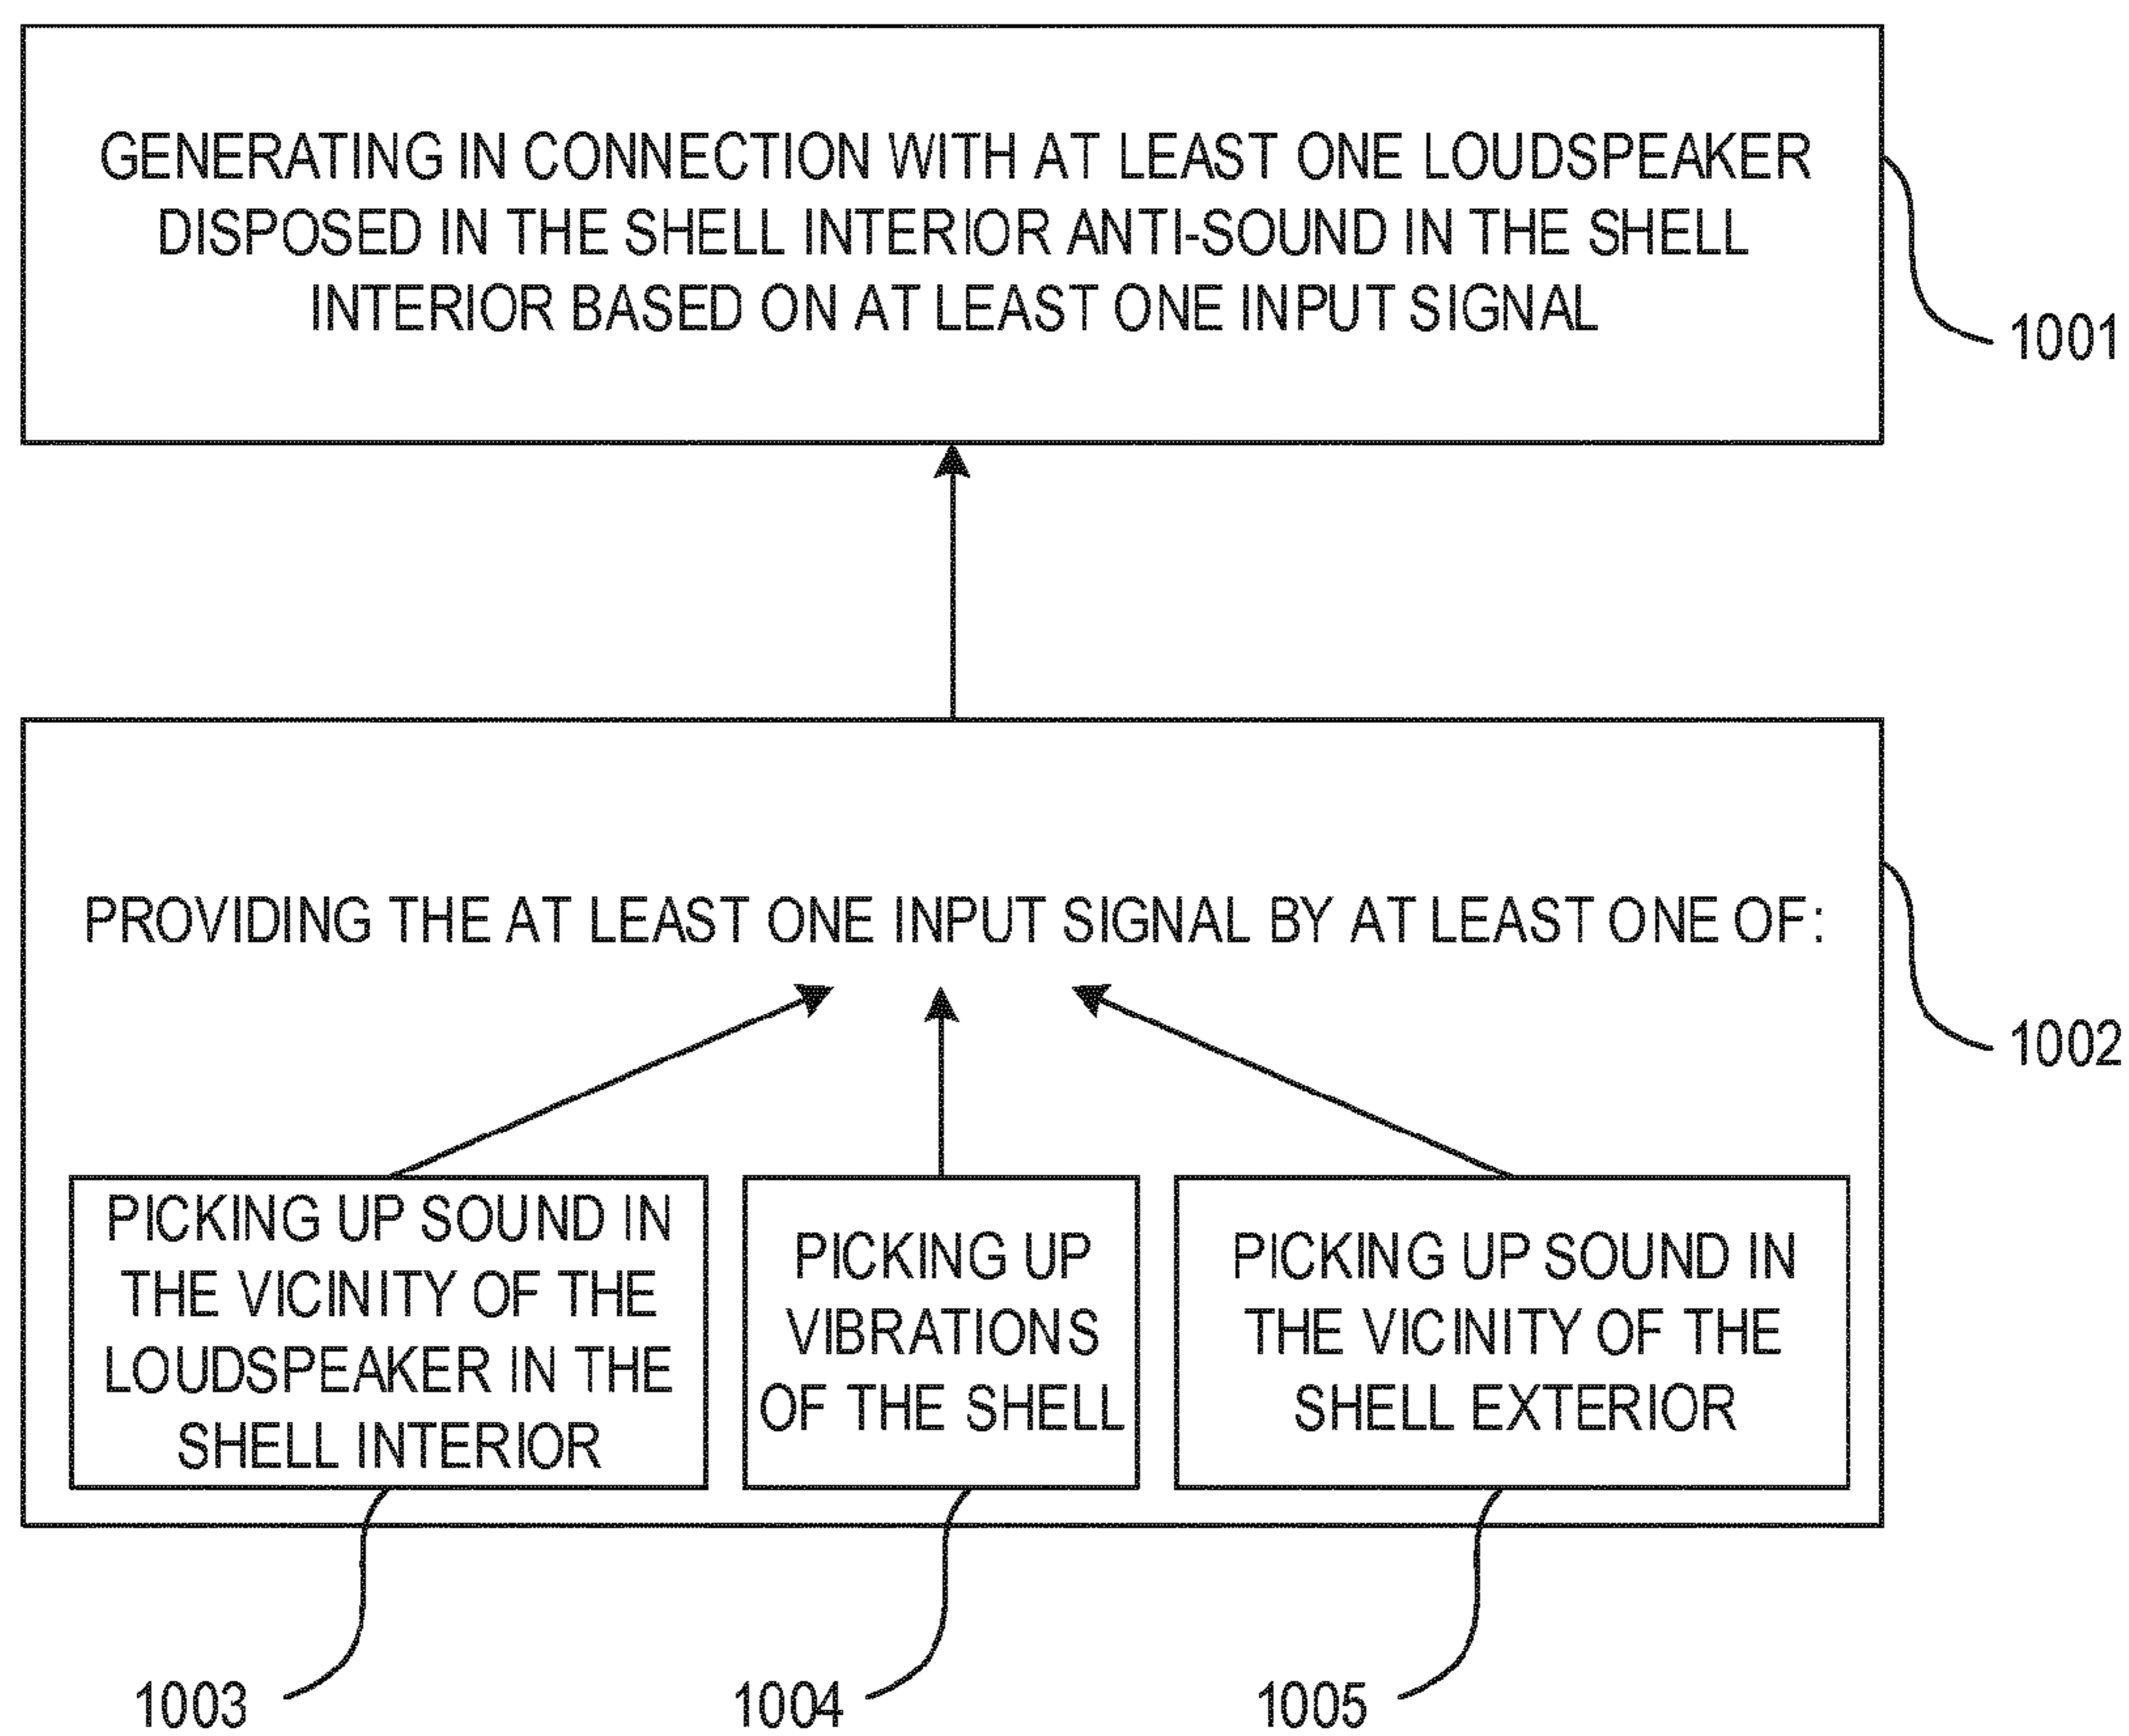 GENERATING IN CONNECTION WITH AT LEAST ONE LOUDSPEAKER
DISPOSED IN THE SHELL INTERIOR ANTI-SOUND IN THE SHELL
INTERIOR BASED ON AT LEAST ONE INPUT SIGNAL
1001
PROVIDING THE AT LEAST ONE INPUT SIGNAL BY AT LEAST ONE OF:
1002
PICKING UP SOUND IN
THE VICINITY OF THE
LOUDSPEAKER IN THE
SHELL INTERIOR
PICKING UP
VIBRATIONS
OF THE SHELL
PICKING UP SOUND IN
THE VICINITY OF THE
SHELL EXTERIOR
1003
1004
1005